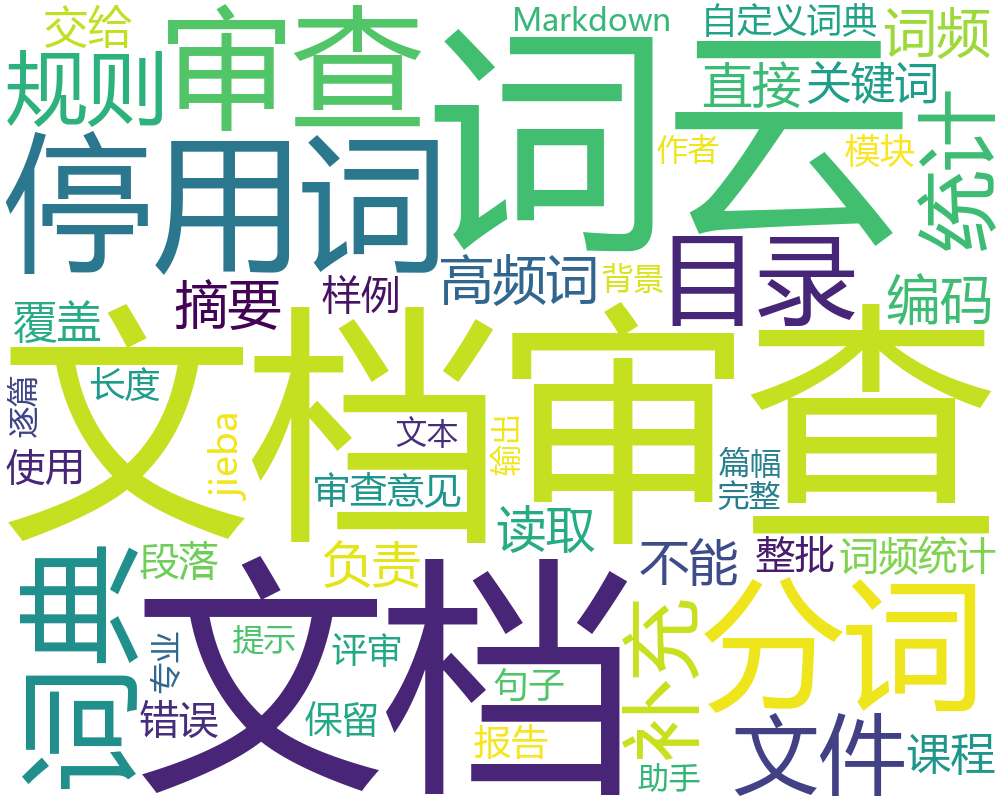 交给
审查
Markdown
自定义词典
词频
规则
词云
直接
关键词
停用词
作者
模块
统计
摘要
样例
高频词
背景
目录
编码
覆盖
文档审查
长度
逐篇
jieba
文本
输出
使用
审查意见
篇幅
完整
读取
词典
段落
负责
不能
整批
词频统计
文档
分词
专业
提示
评审
句子
补充
错误
保留
报告
助手
文件
课程